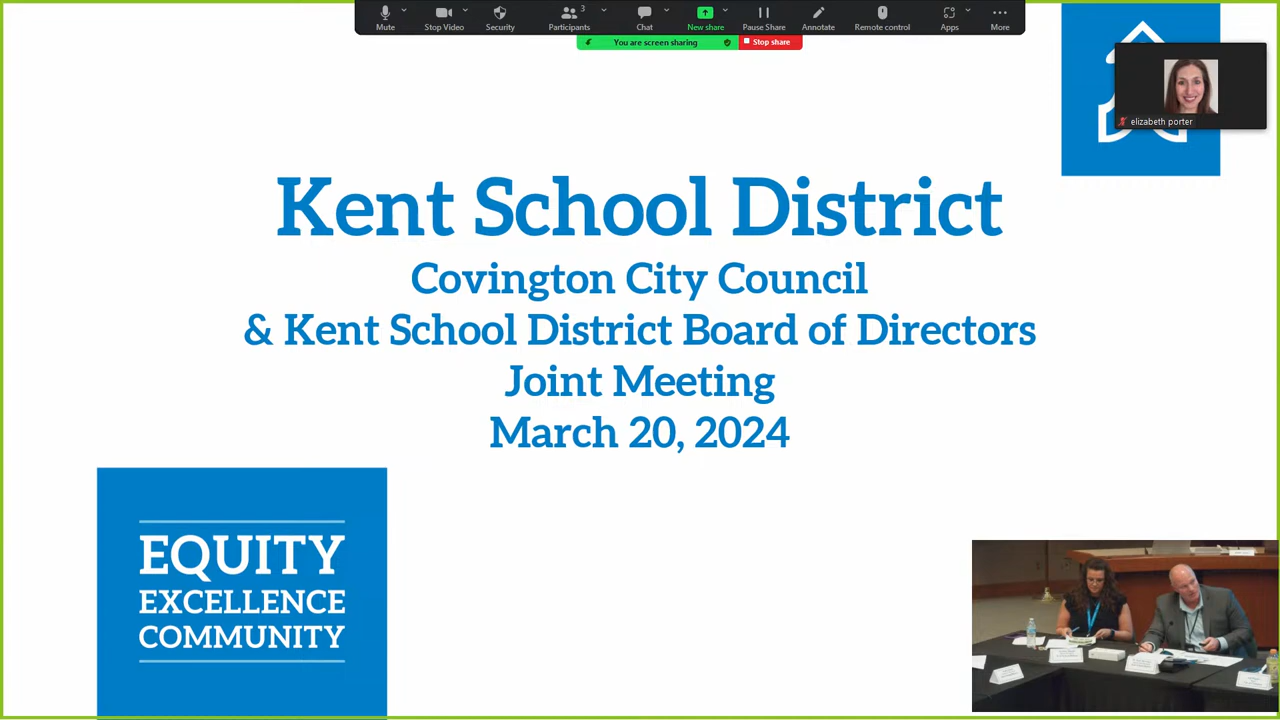 Mute
Stop Video
Security
Participants
3
Chat
New share
Pause Share
Annotate
Remote control
Apps
More
You are screen sharing
Stop share
elizabeth porter
Kent School District
Covington City Council
& Kent School District Board of Directors
Joint Meeting
March 20, 2024
EQUITY
EXCELLENCE
COMMUNITY